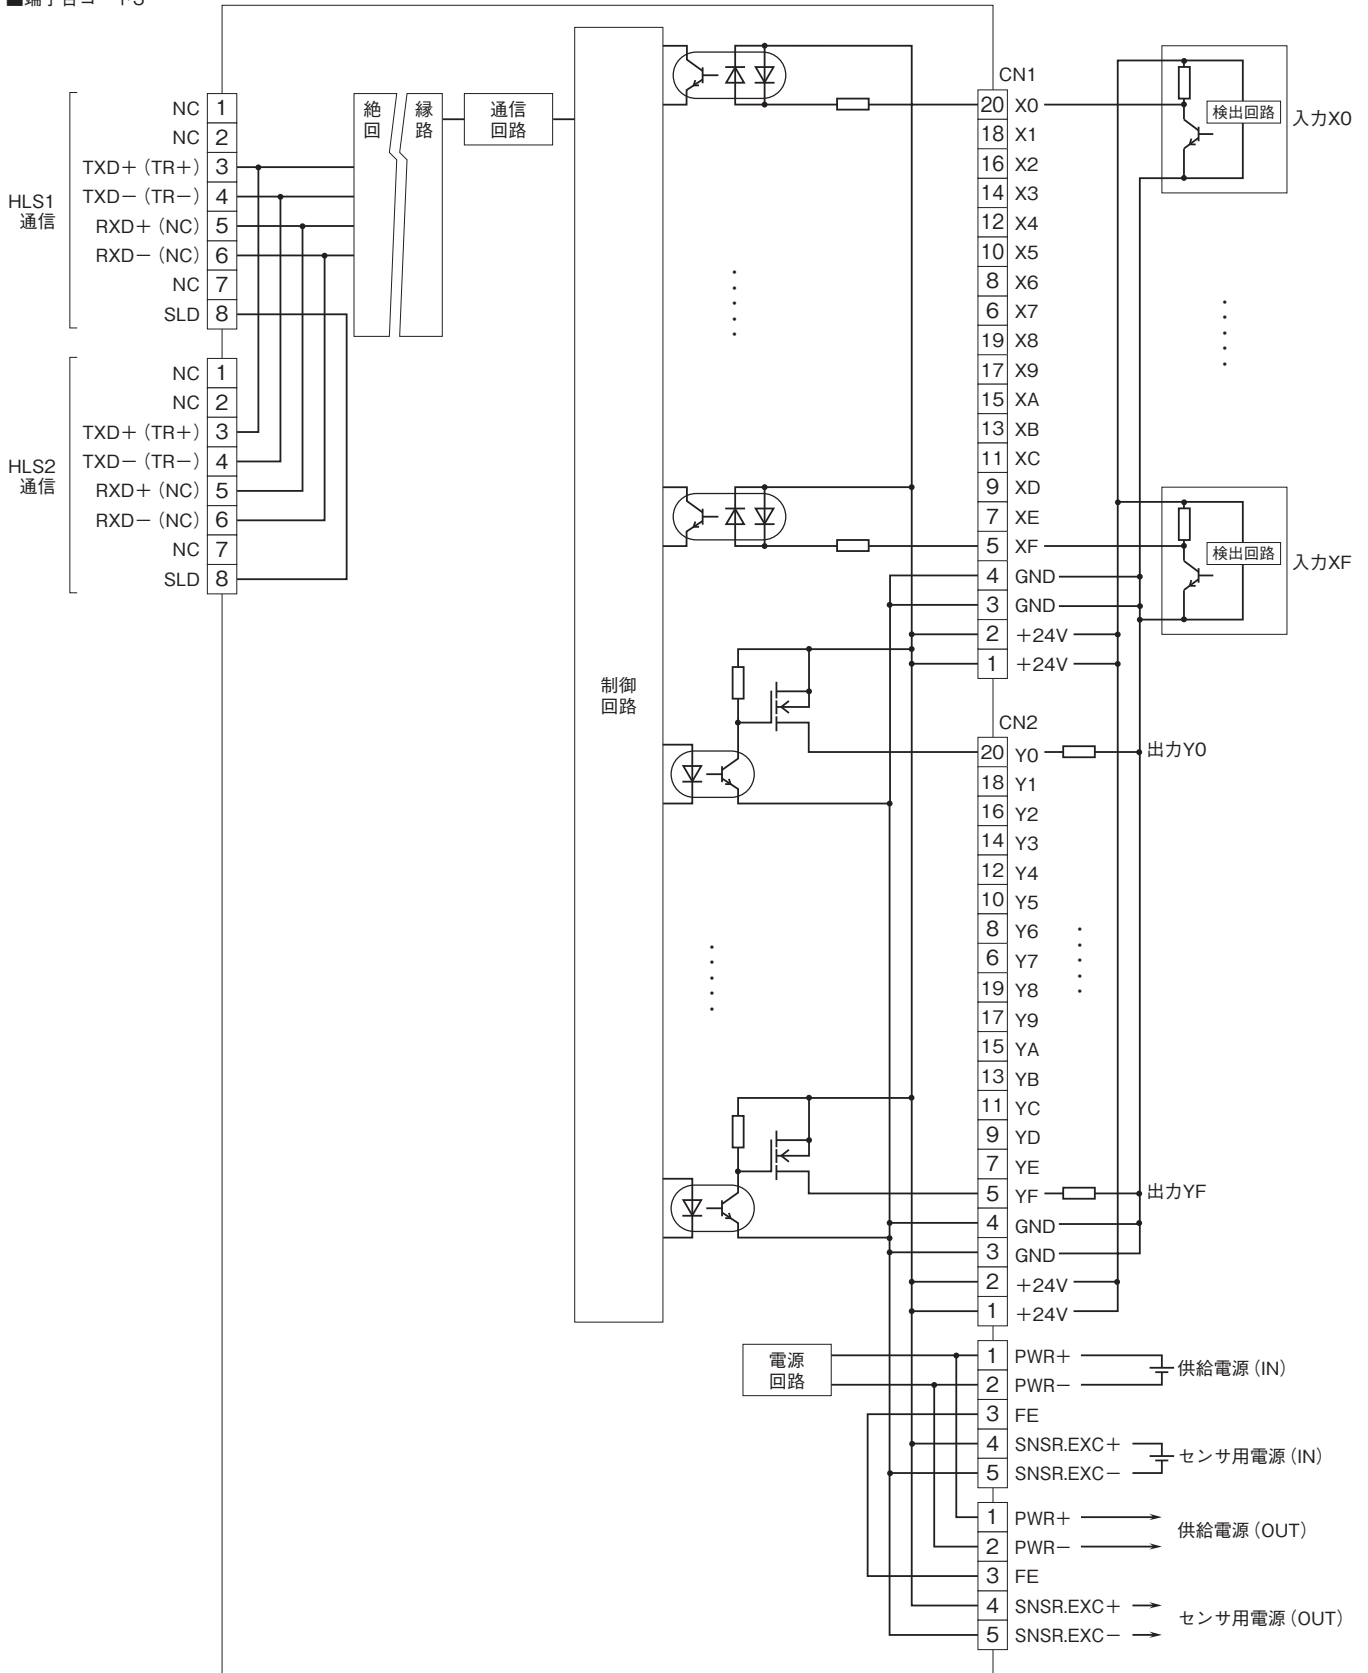 NC 1
NC 2
TXD+(TR+) 3
TXD−(TR−) 4
RXD+(NC) 5
RXD−(NC) 6
NC 7
SLD 8
HLS1
通信
NC 1
NC 2
TXD+(TR+) 3
TXD−(TR−) 4
RXD+(NC) 5
RXD−(NC) 6
NC 7
SLD 8
HLS2
通信
絶 縁
回 路
通信
回路
制御
回路
CN1
20 X0
18 X1
16 X2
14 X3
12 X4
10 X5
8 X6
6 X7
19 X8
17 X9
15 XA
13 XB
11 XC
9 XD
7 XE
5 XF
4 GND
3 GND
2 +24V
1 +24V
検出回路
入力X0
検出回路
入力XF
CN2
20 Y0
18 Y1
16 Y2
14 Y3
12 Y4
10 Y5
8 Y6
6 Y7
19 Y8
17 Y9
15 YA
13 YB
11 YC
9 YD
7 YE
5 YF
4 GND
3 GND
2 +24V
1 +24V
出力Y0
出力YF
電源
回路
1 PWR+
2 PWR−
3 FE
4 SNSR.EXC+
5 SNSR.EXC−
供給電源(IN)
センサ用電源(IN)
1 PWR+
2 PWR−
3 FE
4 SNSR.EXC+
5 SNSR.EXC−
供給電源(OUT)
センサ用電源(OUT)